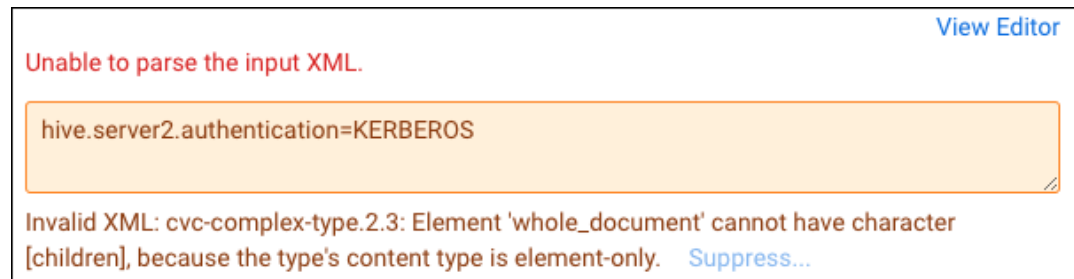 View Editor
Unable to parse the input XML.
hive.server2.authentication=KERBEROS
Invalid XML: cvc-complex-type.2.3: Element 'whole_document' cannot have character
[children], because the type's content type is element-only. Suppress...